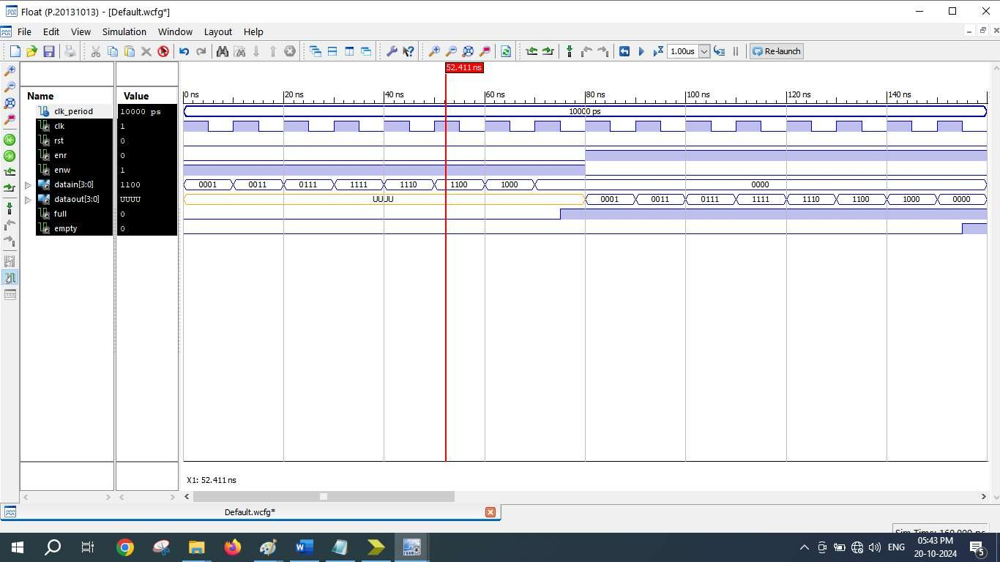 Float (P.20131013) - [Default.wcfg*]
File Edit View Simulation Window Layout Help
1.00us Re-launch
52.411 ns
Name Value
0 ns 20 ns 40 ns 60 ns 80 ns 100 ns 120 ns 140 ns
clk_period 10000 ps 10000 ps
clk 1
rst 0
enr 0
enw 1
datain[3:0] 1100 0001 0011 0111 1111 1110 1100 1000 0000
dataout[3:0] UUUU UUUU 0001 0011 0111 1111 1110 1100 1000 0000
full 0
empty 0
X1: 52.411 ns
Default.wcfg*
Sim Time: 160,000 ps
ENG
05:43 PM
20-10-2024
5